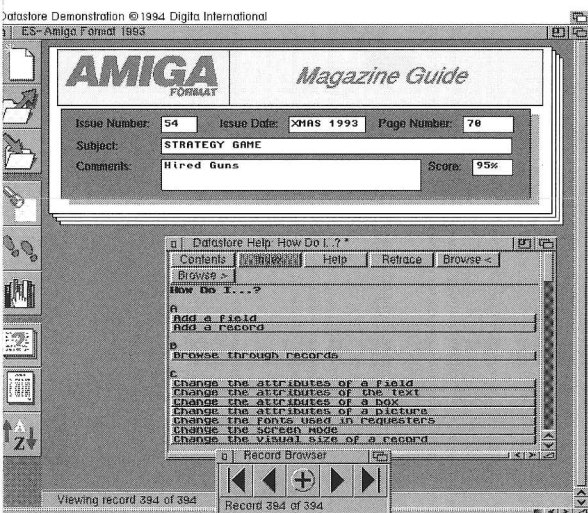 Datastore Demonstration ©1994 Digita International
ES-Amiga Format 1993
AMIGA
FORMAT
Magazine Guide
Issue Number: 54 Issue Date: XMAS 1993 Page Number: 70
Subject: STRATEGY GAME
Comments: Hired Guns Score: 95%
Datastore Help: How Do I..? *
Contents Index Help Retrace Browse <
Browse >
How Do I...?
A
Add a field
Add a record
B
Browse through records
C
Change the attributes of a field
Change the attributes of the text
Change the attributes of a box
Change the attributes of a picture
Change the fonts used in requesters
Change the screen mode
Change the visual size of a record
Record Browser
Record 394 of 394
Viewing record 394 of 394
A
Z